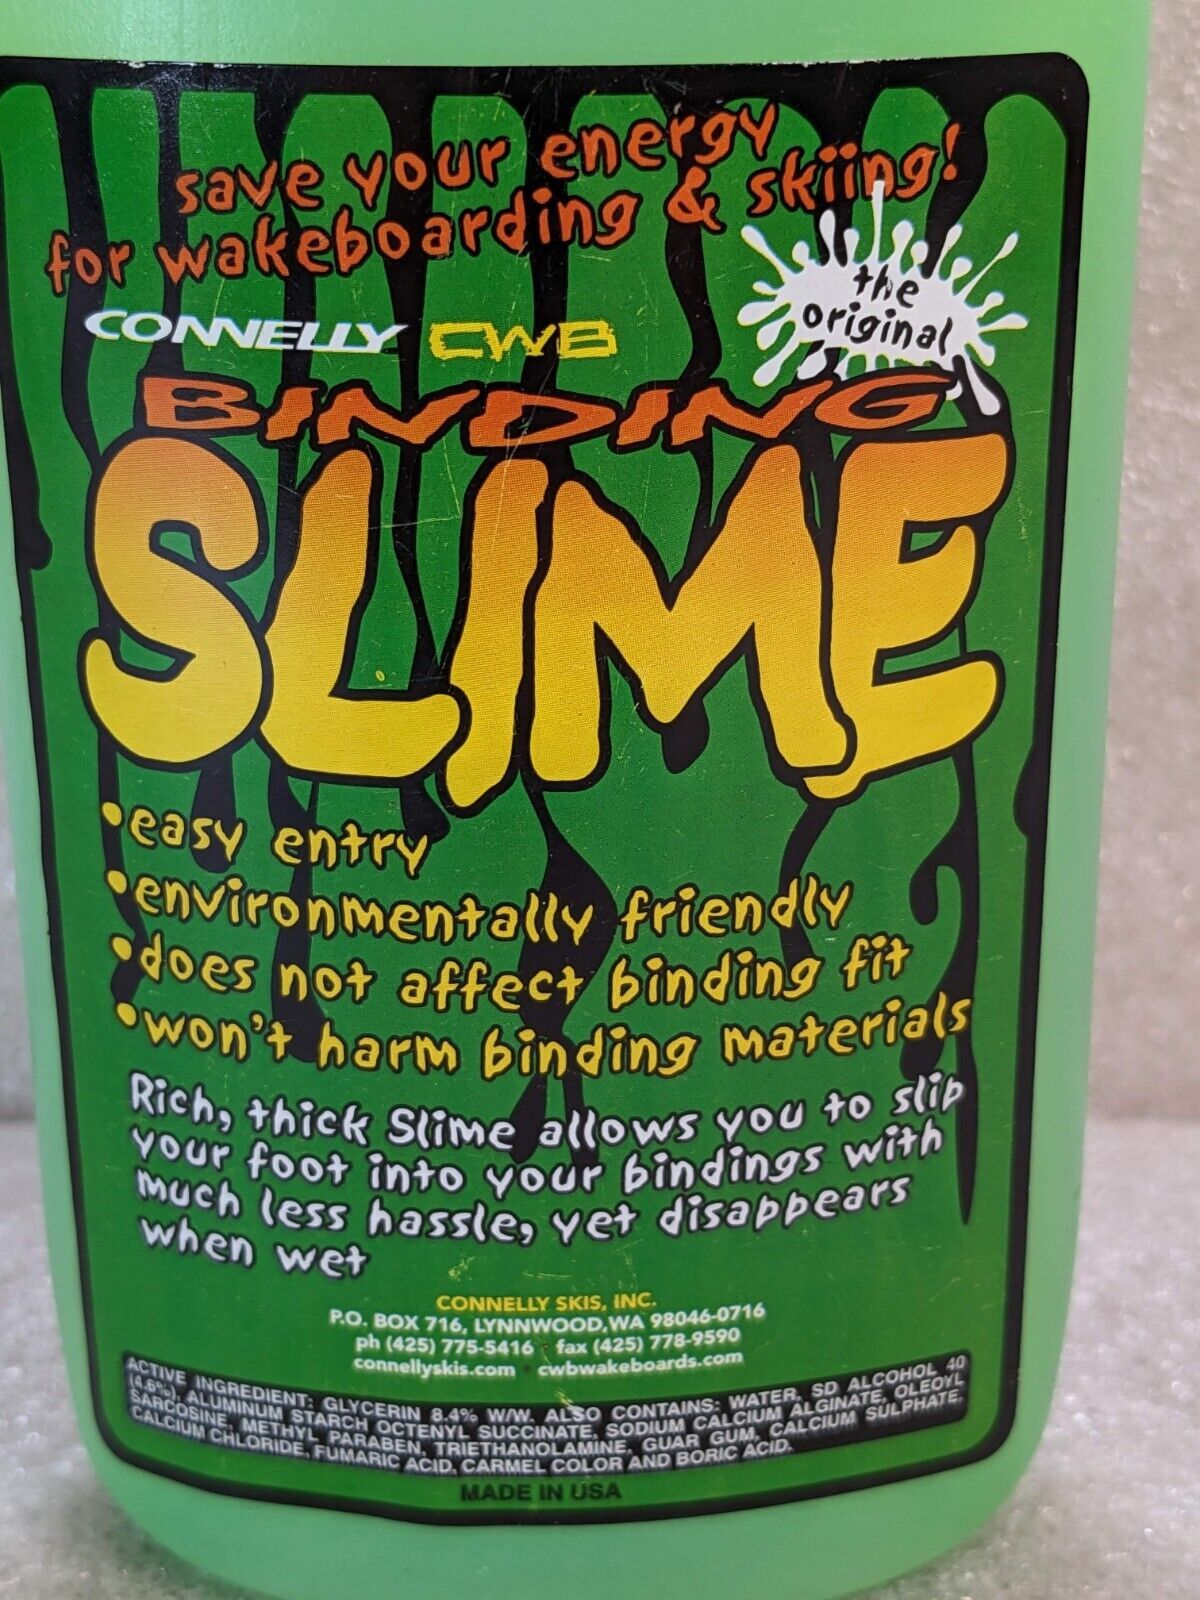 save your energy
for wakeboarding & skiing!
the
original
CONNELLY CWB
BINDING
SLIME
•easy entry
•environmentally friendly
•does not affect binding fit
•won't harm binding materials
Rich, thick Slime allows you to slip
your foot into your bindings with
much less hassle, yet disappears
when wet
CONNELLY SKIS, INC.
P.O. BOX 716, LYNNWOOD,WA 98046-0716
ph (425) 775-5416 • fax (425) 778-9590
connellyskis.com • cwbwakeboards.com
ACTIVE INGREDIENT: GLYCERIN 8.4% W/W. ALSO CONTAINS: WATER, SD ALCOHOL 40
(4.6%), ALUMINUM STARCH OCTENYL SUCCINATE, SODIUM CALCIUM ALGINATE, OLEOYL
SARCOSINE, METHYL PARABEN, TRIETHANOLAMINE, GUAR GUM, CALCIUM SULPHATE,
CALCIUM CHLORIDE, FUMARIC ACID, CARMEL COLOR AND BORIC ACID.
MADE IN USA